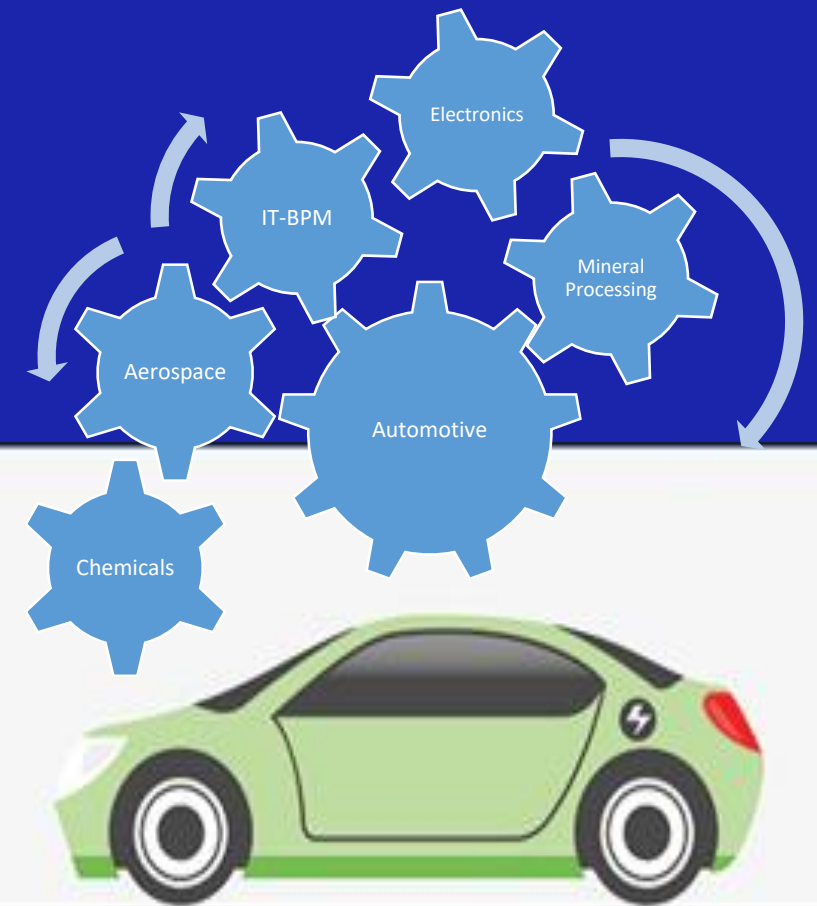 Electronics
IT-BPM
Mineral
Processing
Aerospace
Automotive
Chemicals